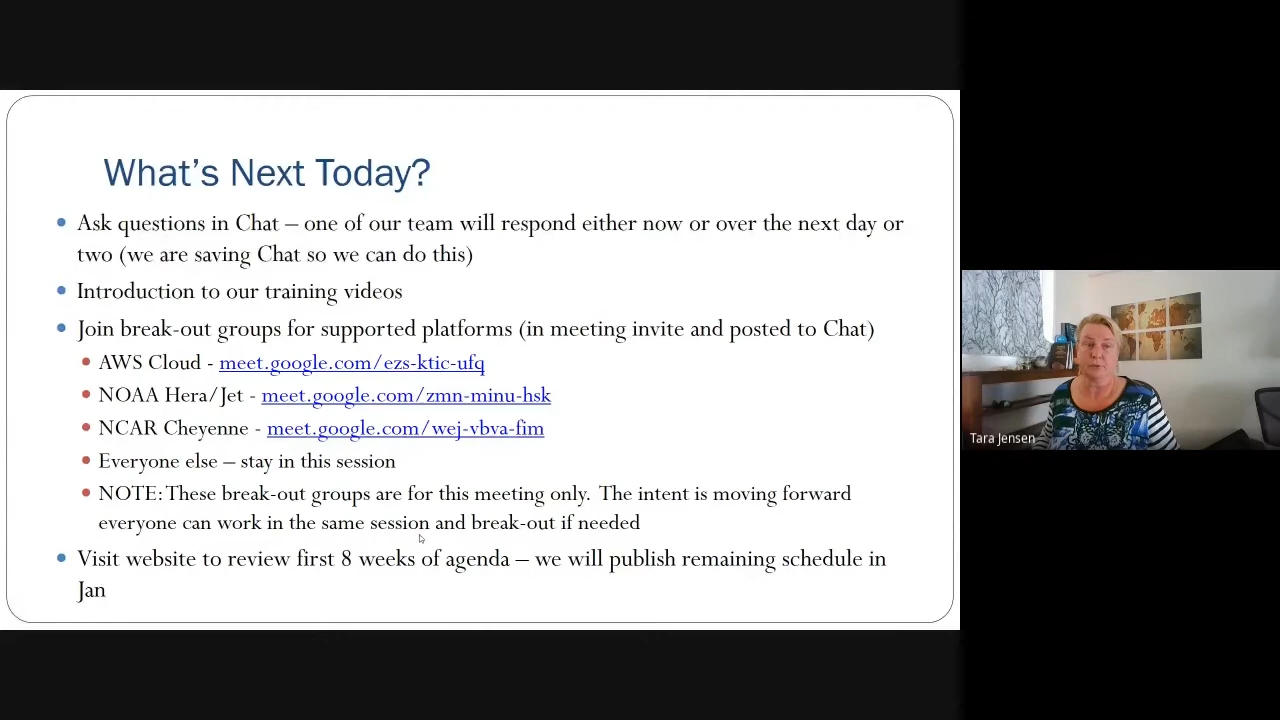 What's Next Today?
Ask questions in Chat – one of our team will respond either now or over the next day or
two (we are saving Chat so we can do this)
Introduction to our training videos
Join break-out groups for supported platforms (in meeting invite and posted to Chat)
AWS Cloud - meet.google.com/ezs-ktic-ufq
NOAA Hera/Jet - meet.google.com/zmn-minu-hsk
NCAR Cheyenne - meet.google.com/wej-vbva-fim
Everyone else – stay in this session
NOTE: These break-out groups are for this meeting only. The intent is moving forward
everyone can work in the same session and break-out if needed
Visit website to review first 8 weeks of agenda – we will publish remaining schedule in
Jan
Tara Jensen